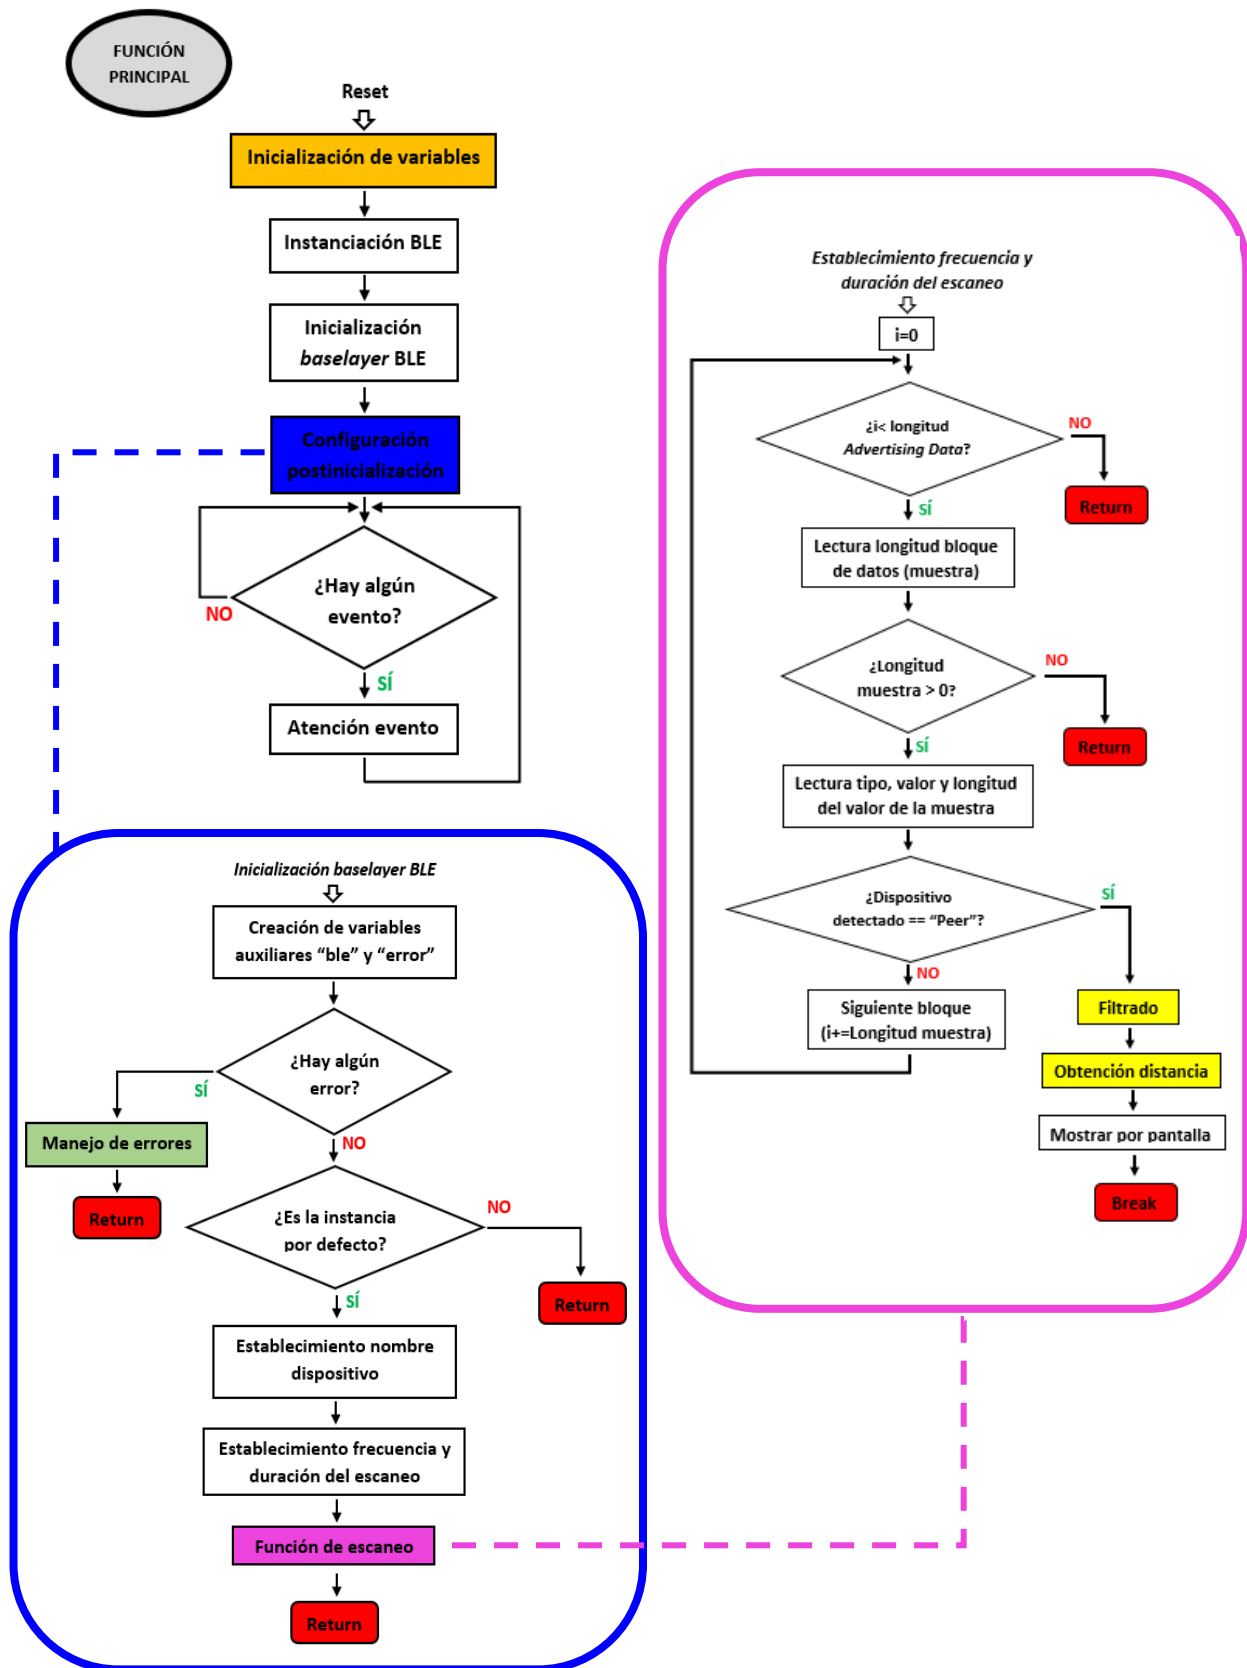 FUNCIÓN
PRINCIPAL
Reset
Inicialización de variables
Instanciación BLE
Inicialización
baselayer BLE
Configuración
postinicialización
¿Hay algún
evento?
NO
SÍ
Atención evento
Inicialización baselayer BLE
Creación de variables
auxiliares “ble” y “error”
¿Hay algún
error?
SÍ
NO
Manejo de errores
Return
¿Es la instancia
por defecto?
NO
Return
SÍ
Establecimiento nombre
dispositivo
Establecimiento frecuencia y
duración del escaneo
Función de escaneo
Return
Establecimiento frecuencia y
duración del escaneo
i=0
¿i< longitud
Advertising Data?
NO
Return
SÍ
Lectura longitud bloque
de datos (muestra)
¿Longitud
muestra > 0?
NO
Return
SÍ
Lectura tipo, valor y longitud
del valor de la muestra
¿Dispositivo
detectado == “Peer”?
SÍ
NO
Siguiente bloque
(i+=Longitud muestra)
Filtrado
Obtención distancia
Mostrar por pantalla
Break